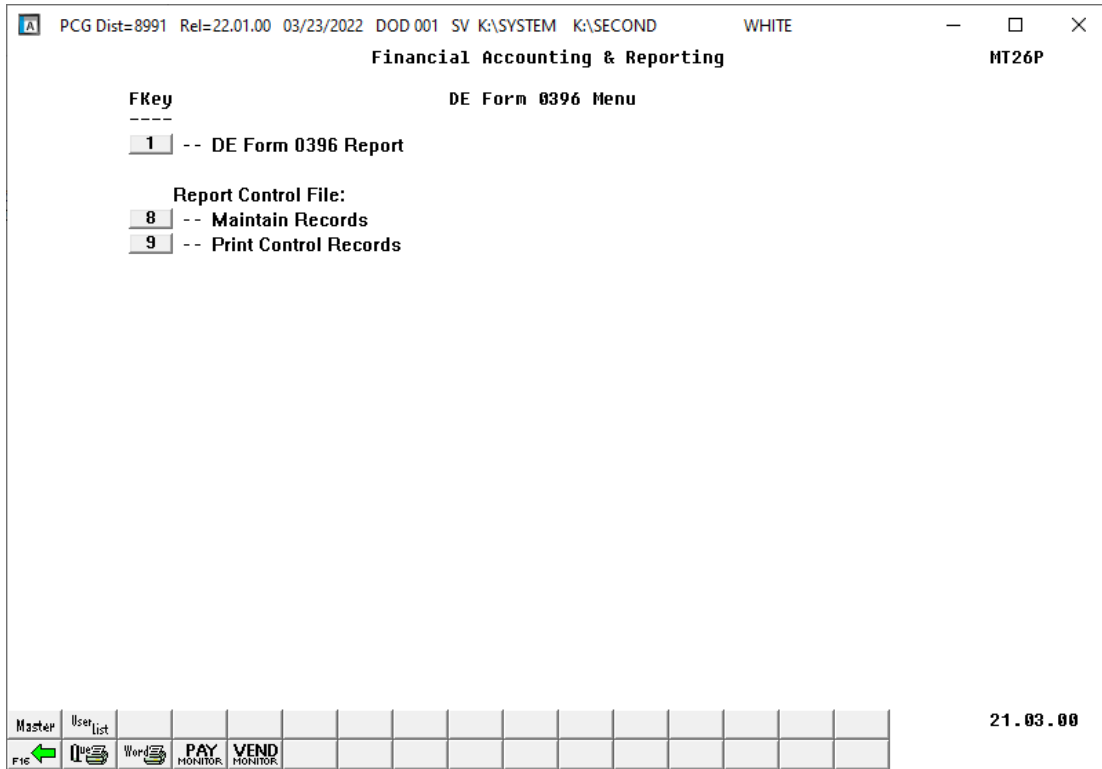 A PCG Dist=8991 Rel=22.01.00 03/23/2022 DOD 001 SV K:\SYSTEM K:\SECOND WHITE
Financial Accounting & Reporting MT26P
FKey DE Form 0396 Menu
----
1 -- DE Form 0396 Report
Report Control File:
8 -- Maintain Records
9 -- Print Control Records
Master User List 21.03.00
F16 Que Word PAY MONITOR VEND MONITOR